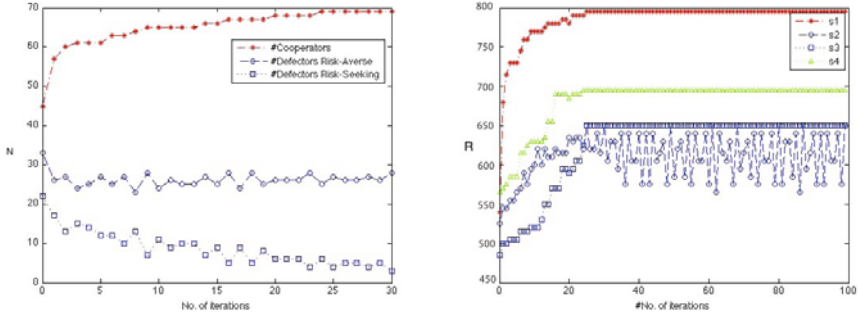 70
60
50
40
30
20
10
0
N
#Cooperators
#Defectors Risk-Averse
#Defectors Risk-Seeking
0 5 10 15 20 25 30
No. of iterations
800
750
700
650
600
550
500
450
R
s1
s2
s3
s4
0 20 40 60 80 100
#No. of iterations